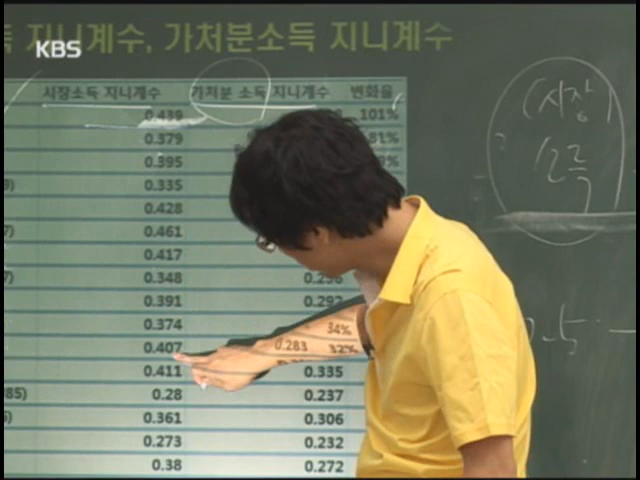 KBS
지니계수, 가처분소득 지니계수
시장소득 지니계수 가처분 소득 지니계수 변화율
0.439 101%
0.379 81%
0.395
0.335
0.428
0.461
0.417
0.348
0.391 0.292
0.374 34%
0.407 0.283 32%
0.411 0.335
0.28 0.237
0.361 0.306
0.273 0.232
0.38 0.272
(시장)
소득